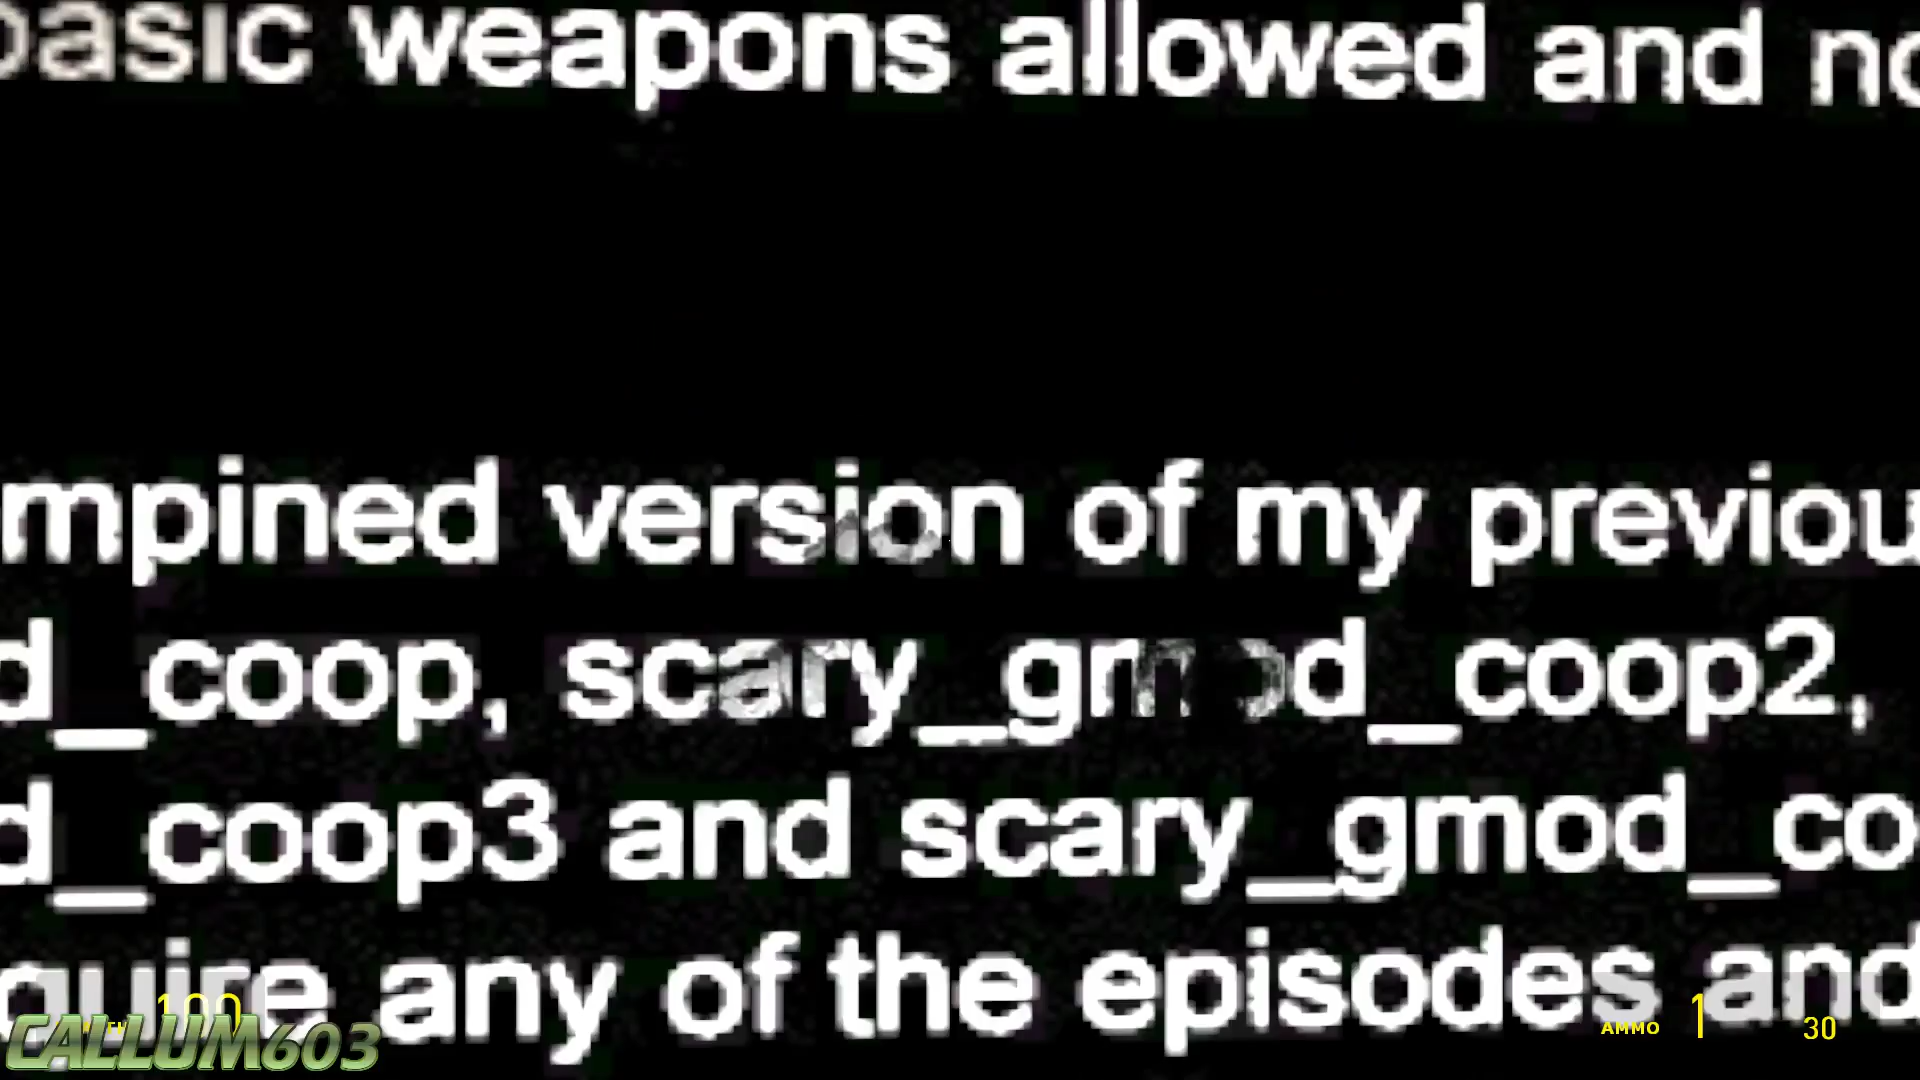 basic weapons allowed and no
mpined version of my previou
d_coop, scary_gmod_coop2,
d_coop3 and scary_gmod_co
quire any of the episodes and
100
CALLUM603
AMMO 1 30